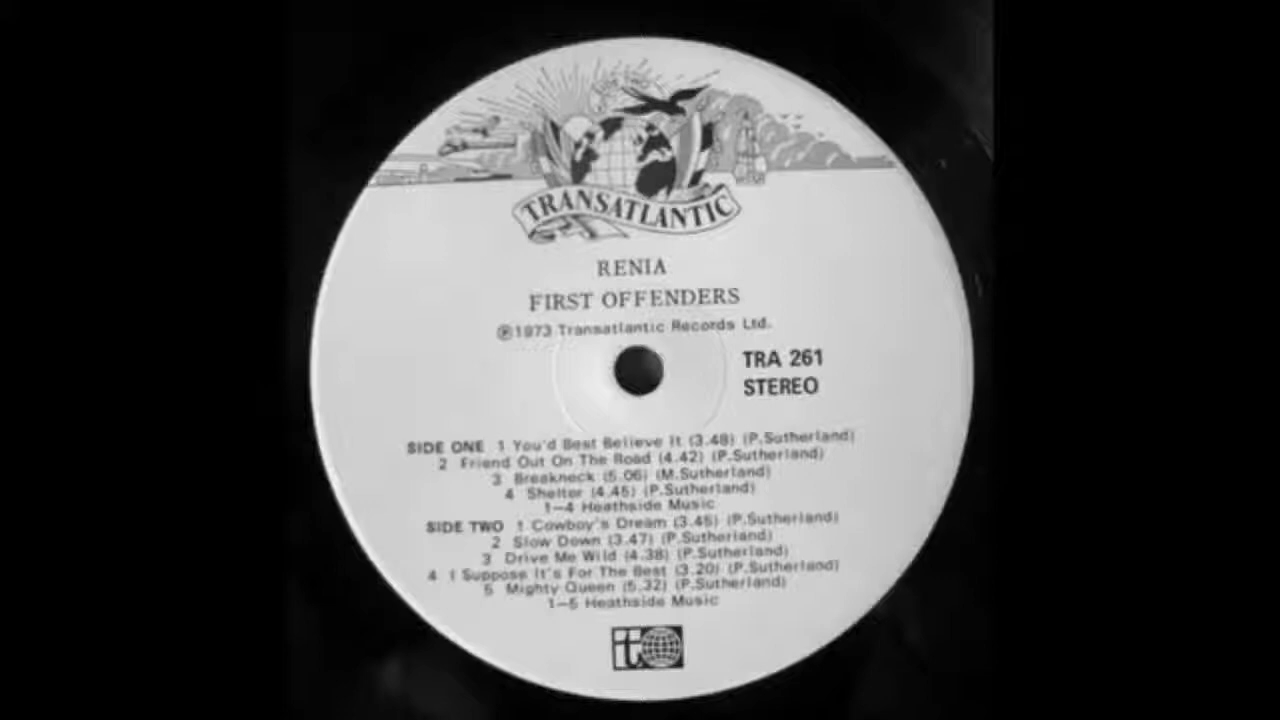 TRANSATLANTIC
RENIA
FIRST OFFENDERS
℗1973 Transatlantic Records Ltd.
TRA 261
STEREO
SIDE ONE 1 You'd Best Believe It (3.48) (P.Sutherland)
2 Friend Out On The Road (4.42) (P.Sutherland)
3 Breakneck (5.06) (M.Sutherland)
4 Shelter (4.45) (P.Sutherland)
1—4 Heathside Music
SIDE TWO 1 Cowboy's Dream (3.45) (P.Sutherland)
2 Slow Down (3.47) (P.Sutherland)
3 Drive Me Wild (4.38) (P.Sutherland)
4 I Suppose It's For The Best (3.20) (P.Sutherland)
5 Mighty Queen (5.32) (P.Sutherland)
1—5 Heathside Music
t